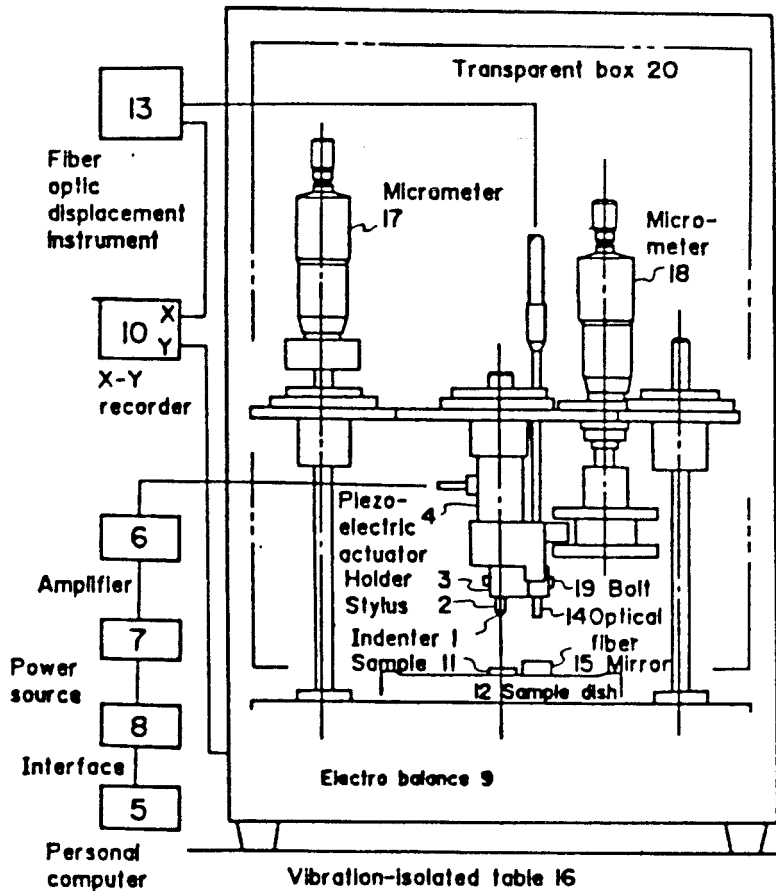 Transparent box 20
13
Fiber
optic
displacement
instrument
Micrometer
17
Micro-
meter
18
X
10
Y
X-Y
recorder
Piezo-
electric
actuator
4
6
Amplifier
Holder 3
Stylus 2
Indenter 1
Sample 11
19 Bolt
14 Optical
fiber
15 Mirror
12 Sample dish
7
Power
source
8
Interface
5
Personal
computer
Electro balance 9
Vibration-isolated table 16